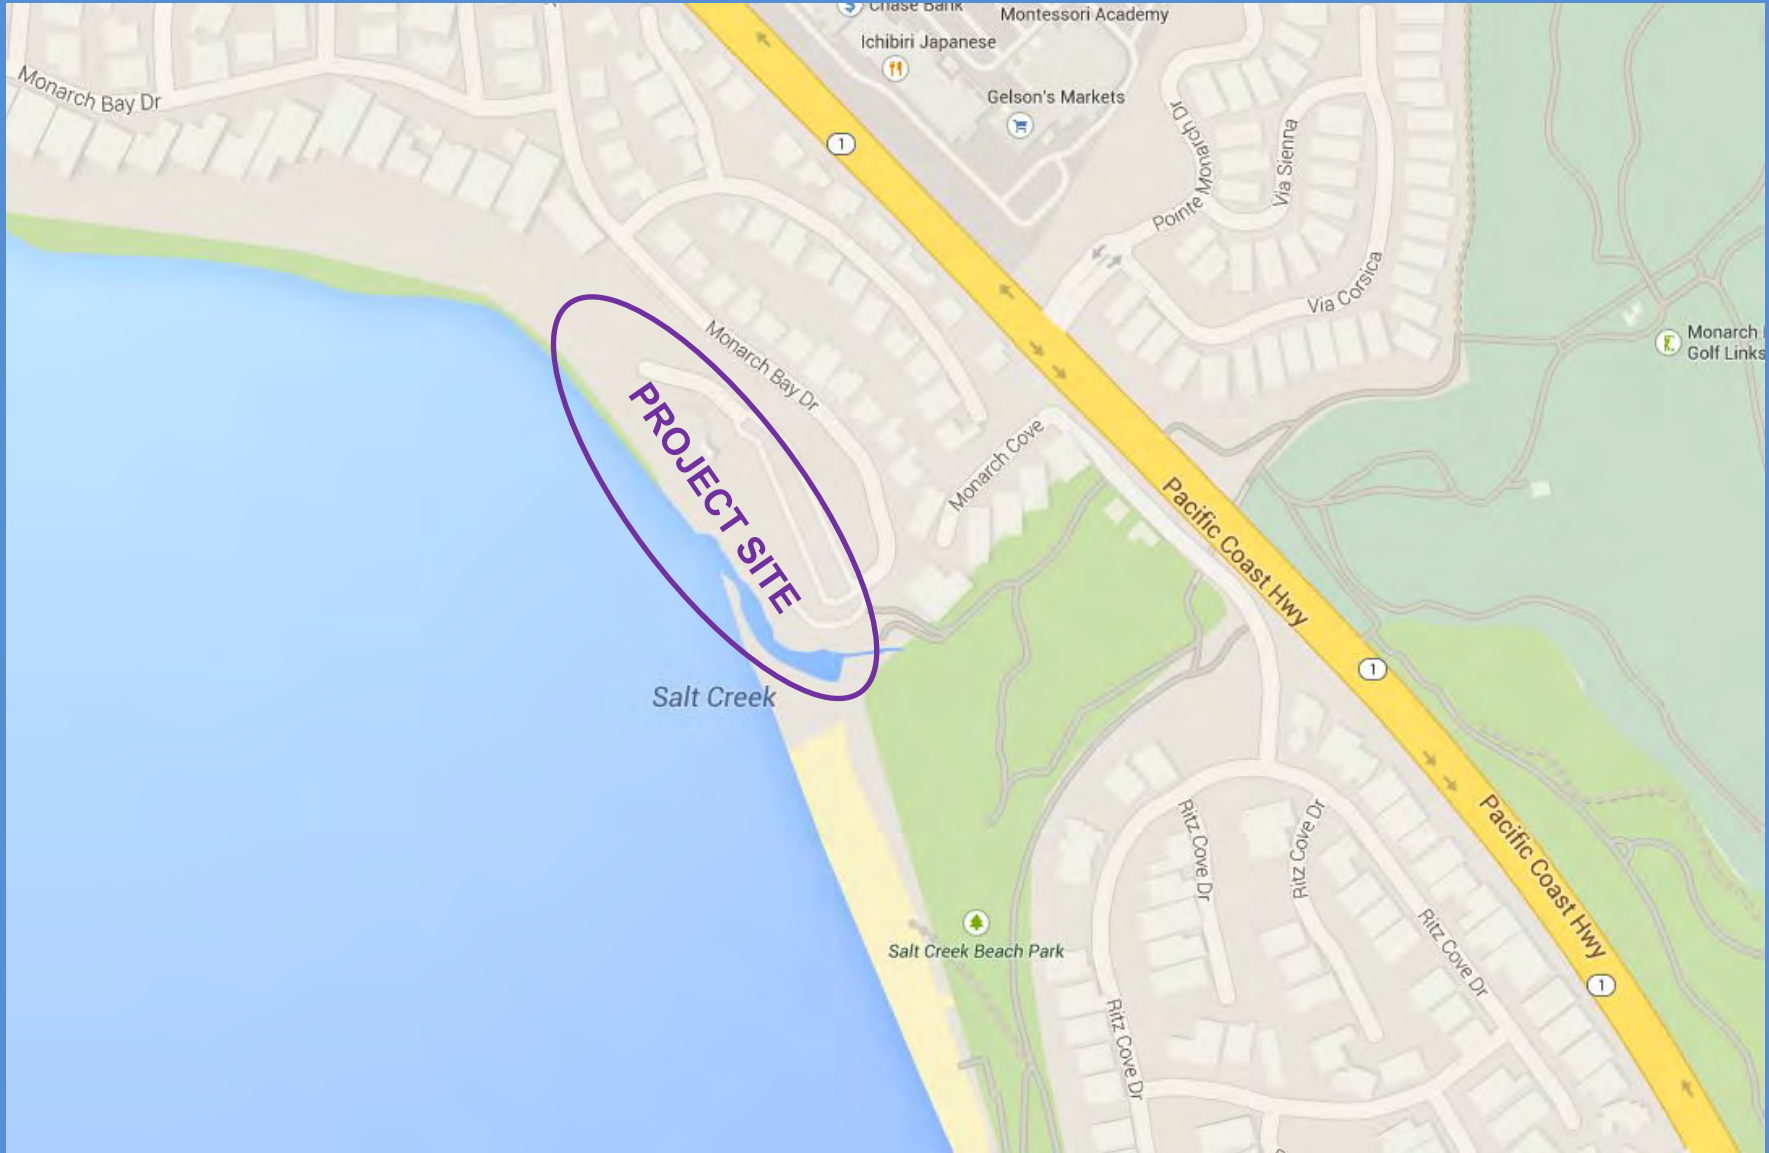 Chase Bank
Montessori Academy
Ichibiri Japanese
Gelson's Markets
Monarch Bay Dr
1
Pointe Monarch Dr
Via Sienna
Via Corsica
Monarch
Golf Links
Monarch Bay Dr
PROJECT SITE
Monarch Cove
Pacific Coast Hwy
1
Salt Creek
Pacific Coast Hwy
Ritz Cove Dr
Ritz Cove Dr
Ritz Cove Dr
Salt Creek Beach Park
1
Ritz Cove Dr